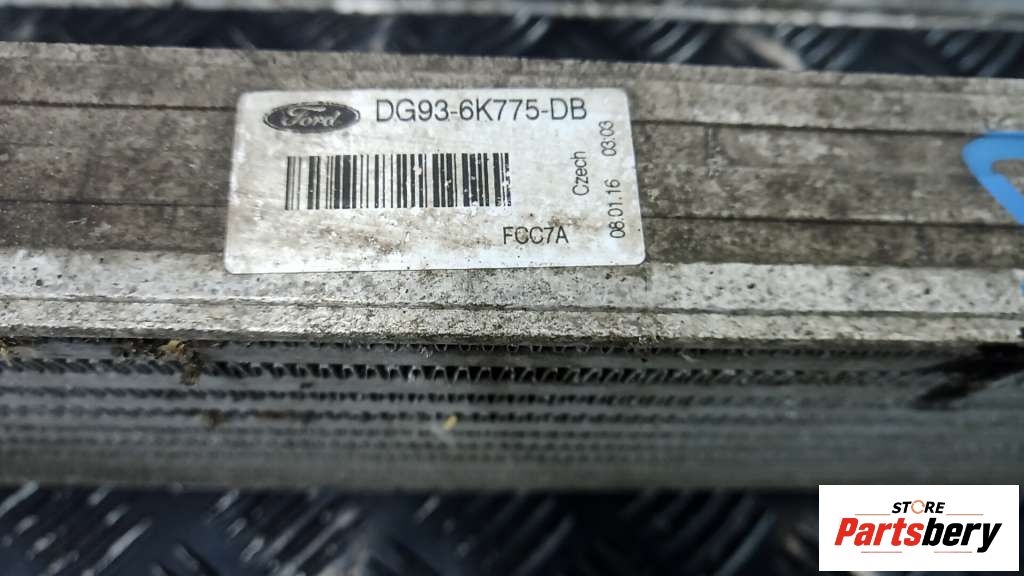 Ford DG93-6K775-DB
Czech
08.01.16 03:03
FCC7A
STORE
Partsbery